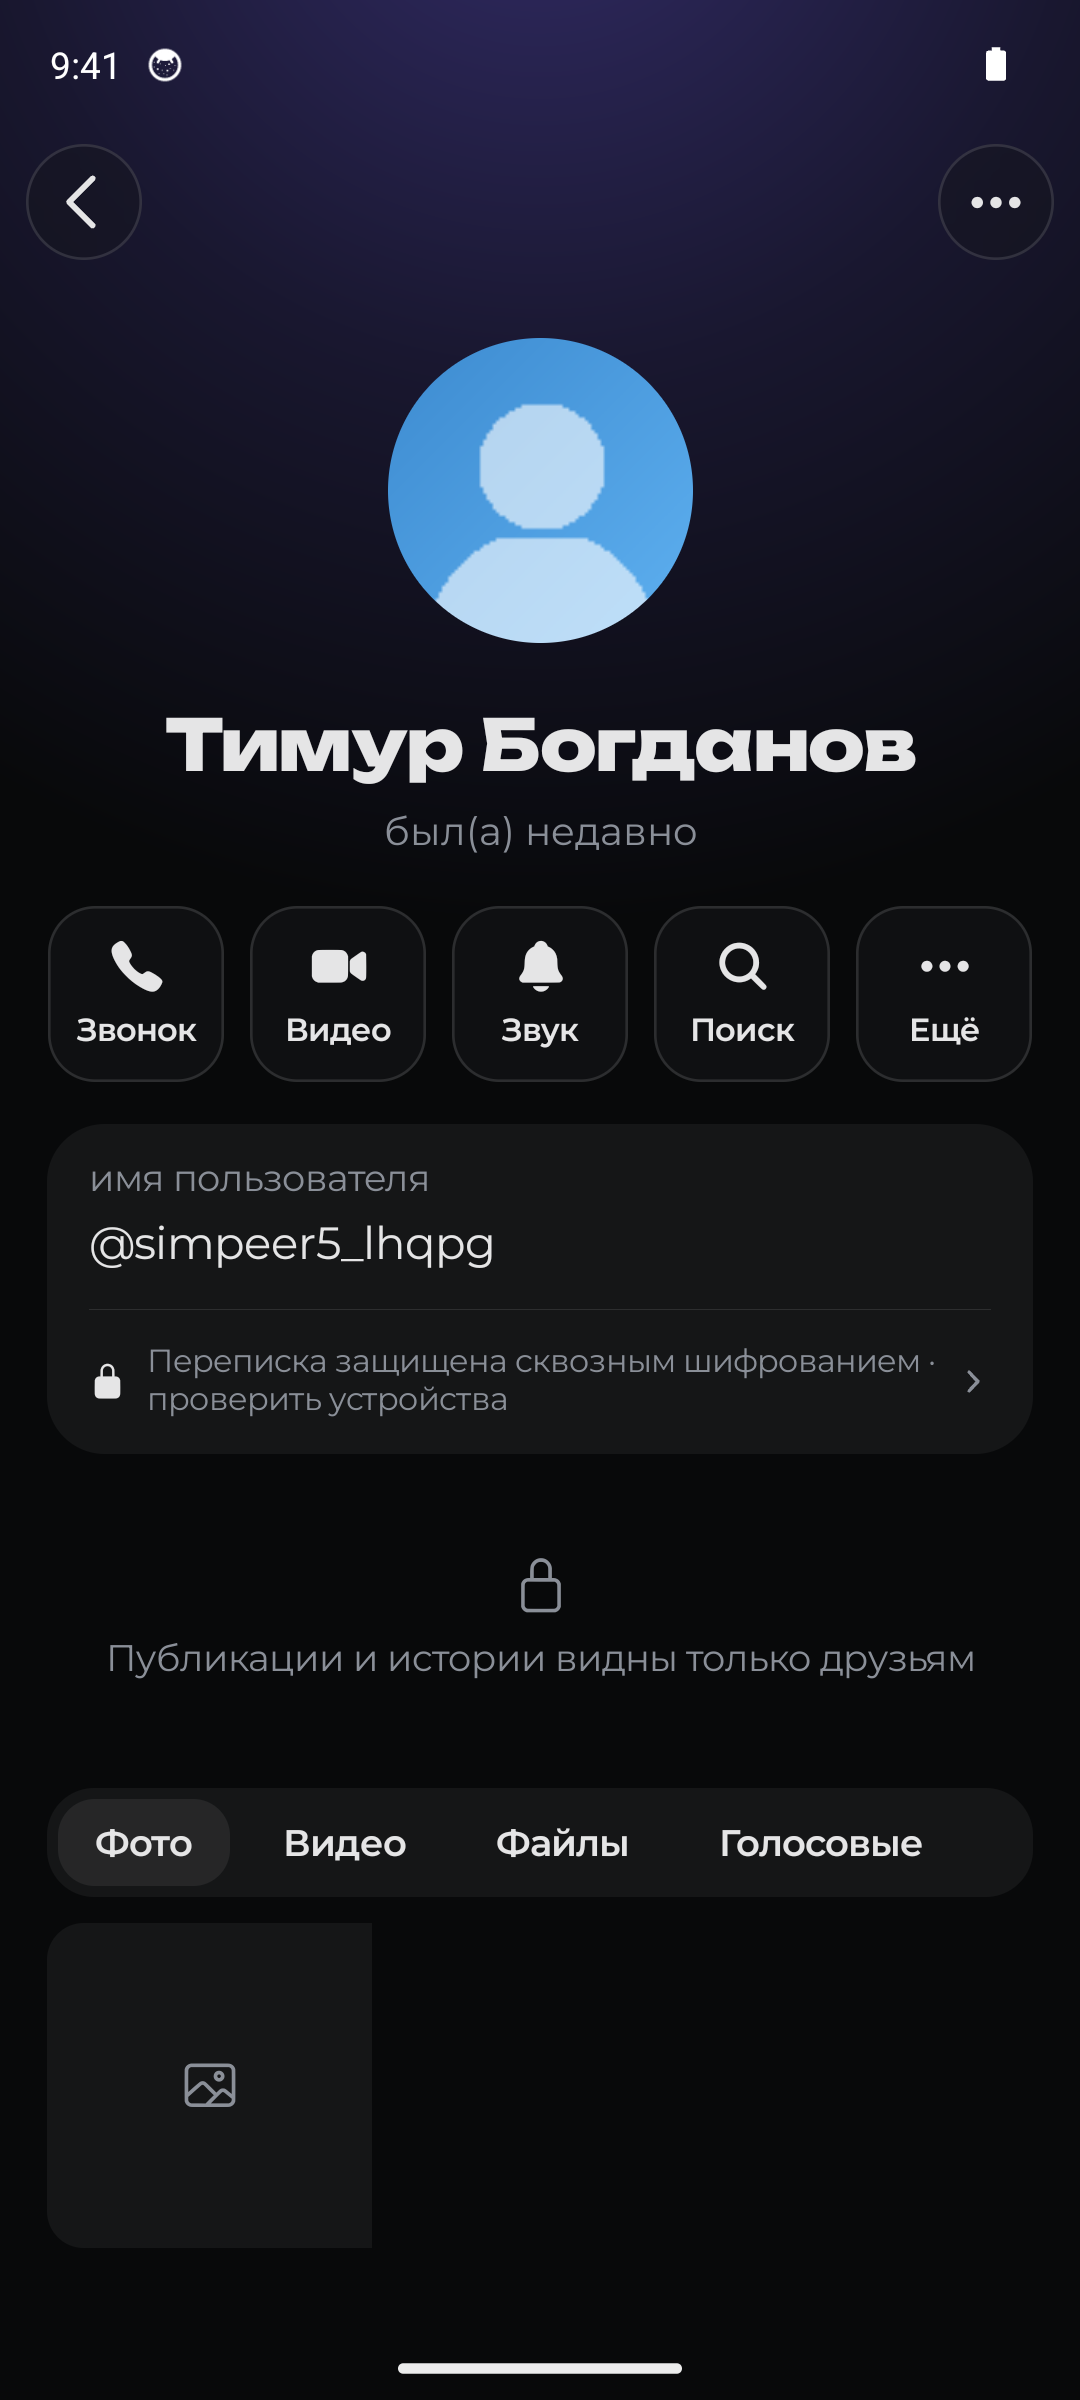 9:41
Тимур Богданов
был(а) недавно
Звонок
Видео
Звук
Поиск
Ещё
имя пользователя
@simpeer5_lhqpg
Переписка защищена сквозным шифрованием ·
проверить устройства
Публикации и истории видны только друзьям
Фото
Видео
Файлы
Голосовые